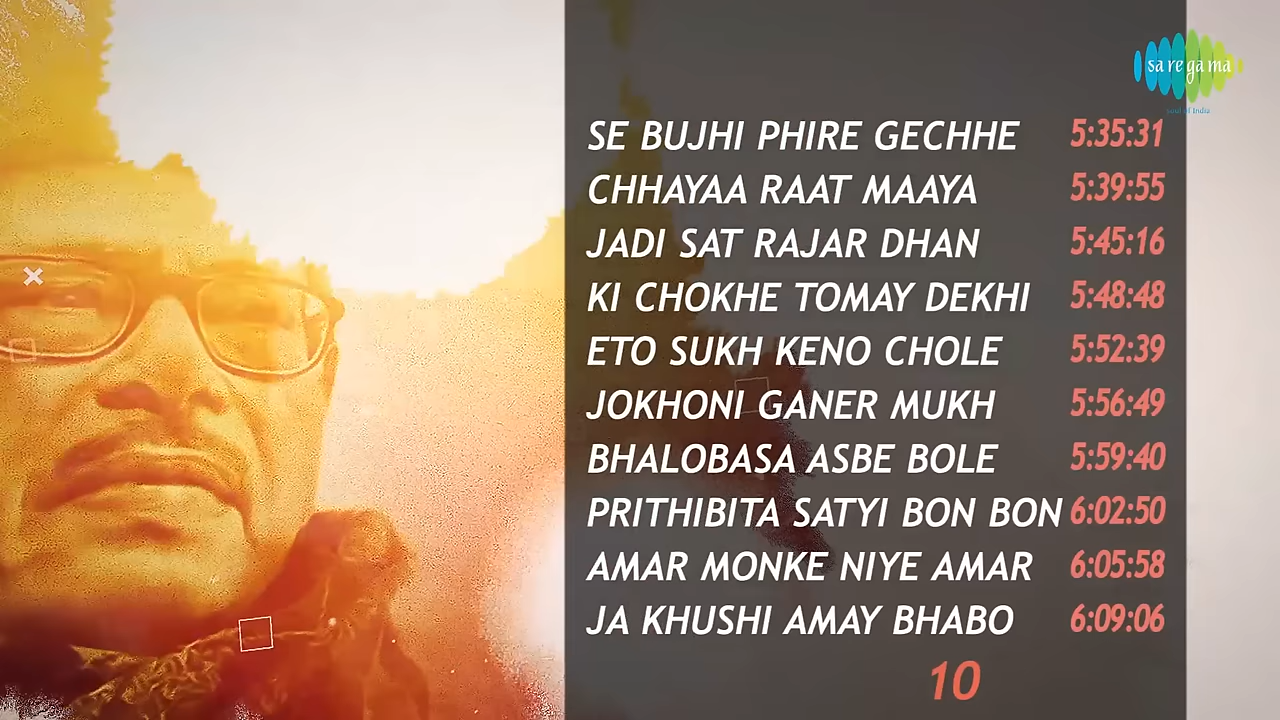 sa re ga ma
soul of India
SE BUJHI PHIRE GECHHE 5:35:31
CHHAYAA RAAT MAAYA 5:39:55
JADI SAT RAJAR DHAN 5:45:16
KI CHOKHE TOMAY DEKHI 5:48:48
ETO SUKH KENO CHOLE 5:52:39
JOKHONI GANER MUKH 5:56:49
BHALOBASA ASBE BOLE 5:59:40
PRITHIBITA SATYI BON BON 6:02:50
AMAR MONKE NIYE AMAR 6:05:58
JA KHUSHI AMAY BHABO 6:09:06
10